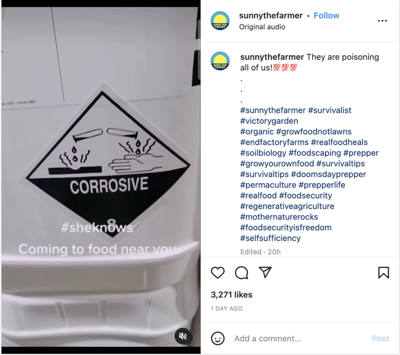 sunnythefarmer • Follow
Original audio
sunnythefarmer They are poisoning
all of us!💯💯💯
.
.
.
#sunnythefarmer #survivalist
#victorygarden
#organic #growfoodnotlawns
#endfactoryfarms #realfoodheals
#soilbiology #foodscaping #prepper
#growyourownfood #survivaltips
#survivaltips #doomsdayprepper
#permaculture #prepperlife
#realfood #foodsecurity
#regenerativeagriculture
#mothernaturerocks
#foodsecurityisfreedom
#selfsufficiency
Edited · 20h
3,271 likes
1 DAY AGO
Add a comment...
Post
CORROSIVE
8
#sheknows
Coming to food near you